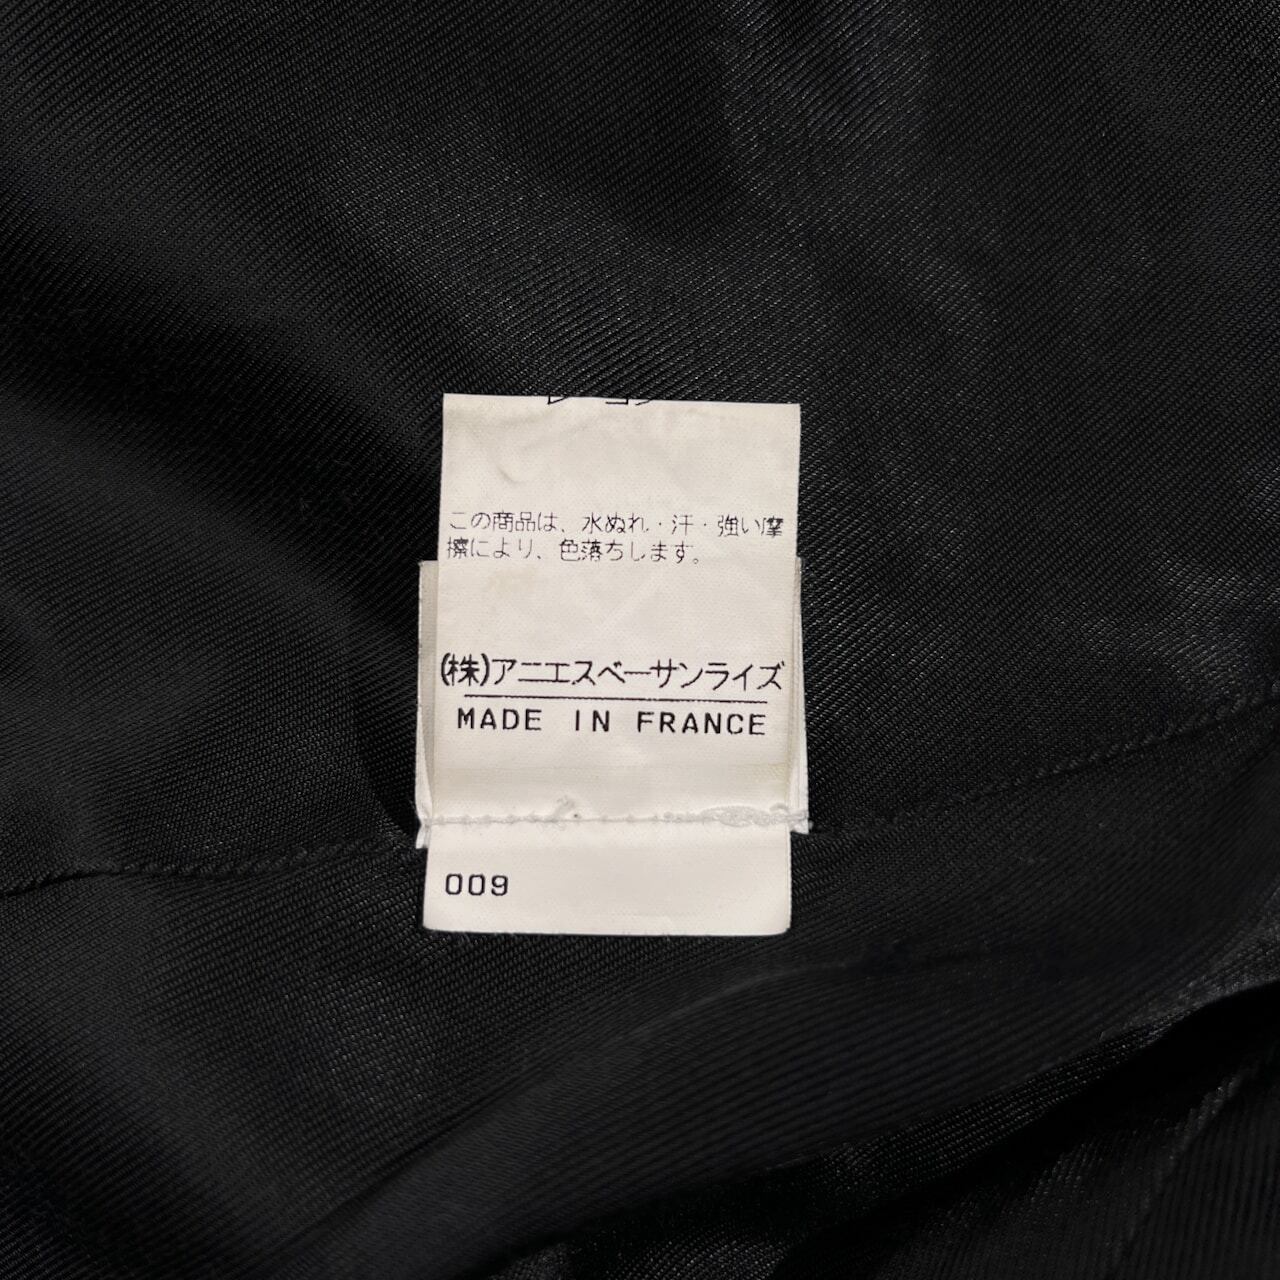 この商品は、水ぬれ・汗・強い摩
擦により、色落ちします。
(株)アニエスベーサンライズ
MADE IN FRANCE
009